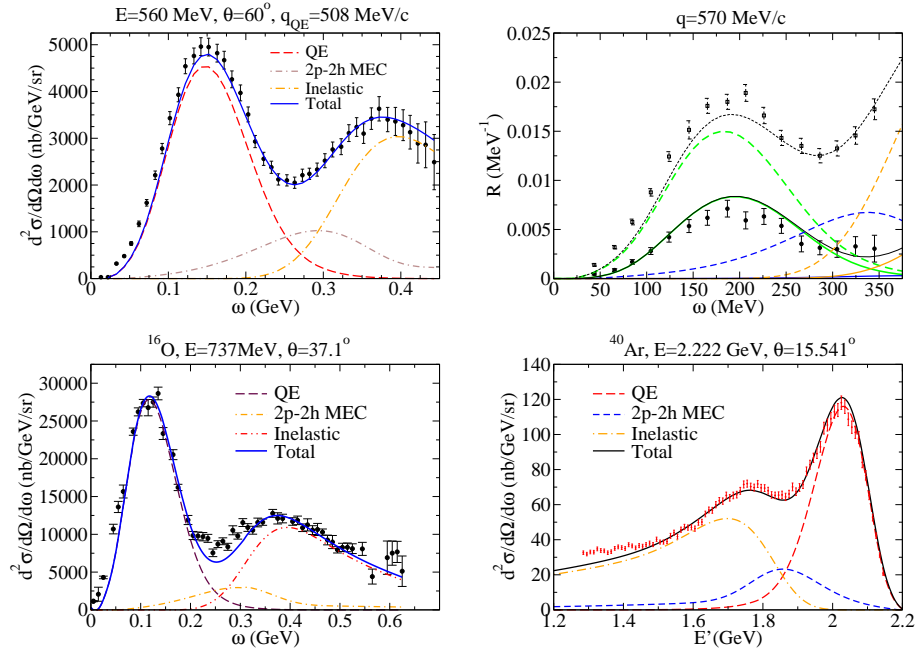 E=560 MeV, θ=60°, q_QE=508 MeV/c
d²σ/dΩdω (nb/GeV/sr)
5000
4000
3000
2000
1000
0
QE
2p-2h MEC
Inelastic
Total
0 0.1 0.2 0.3 0.4
ω (GeV)
q=570 MeV/c
R (MeV⁻¹)
0.025
0.02
0.015
0.01
0.005
0
0 50 100 150 200 250 300 350
ω (MeV)
¹⁶O, E=737MeV, θ=37.1°
d²σ/dΩ/dω (nb/GeV/sr)
35000
30000
25000
20000
15000
10000
5000
0
QE
2p-2h MEC
Inelastic
Total
0 0.1 0.2 0.3 0.4 0.5 0.6
ω (GeV)
⁴⁰Ar, E=2.222 GeV, θ=15.541°
d²σ/dΩ/dω (nb/GeV/sr)
140
120
100
80
60
40
20
0
QE
2p-2h MEC
Inelastic
Total
1.2 1.4 1.6 1.8 2 2.2
E’(GeV)